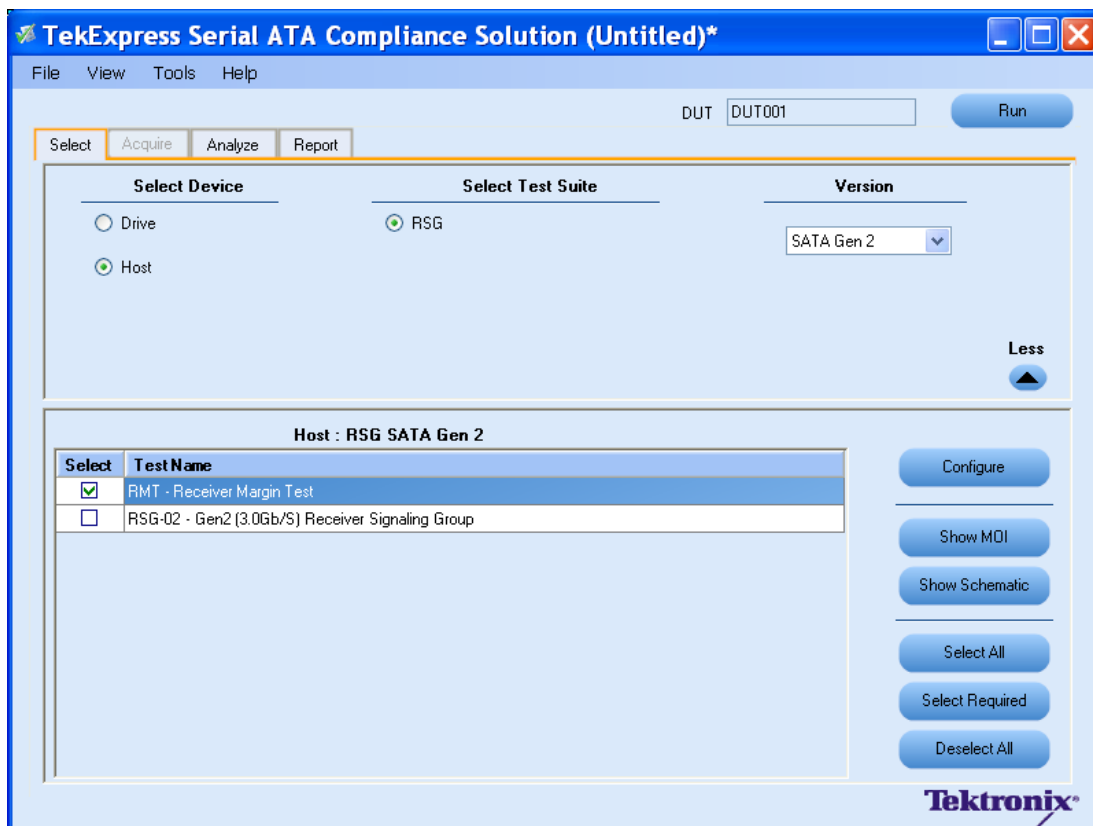 TekExpress Serial ATA Compliance Solution (Untitled)*
File View Tools Help
DUT DUT001 Run
Select Acquire Analyze Report
Select Device Select Test Suite Version
Drive RSG SATA Gen 2
Host
Less
Host : RSG SATA Gen 2
Select Test Name
RMT - Receiver Margin Test
RSG-02 - Gen2 (3.0Gb/S) Receiver Signaling Group
Configure
Show MOI
Show Schematic
Select All
Select Required
Deselect All
Tektronix